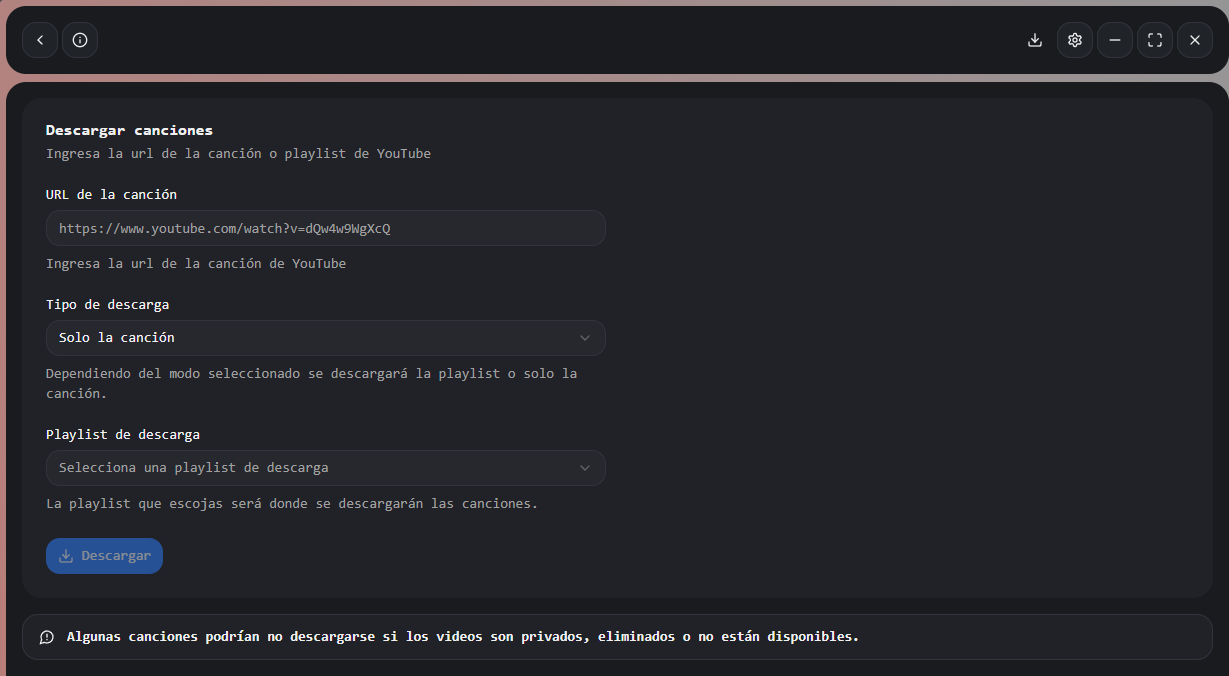 Descargar canciones
Ingresa la url de la canción o playlist de YouTube
URL de la canción
https://www.youtube.com/watch?v=dQw4w9WgXcQ
Ingresa la url de la canción de YouTube
Tipo de descarga
Solo la canción
Dependiendo del modo seleccionado se descargará la playlist o solo la
canción.
Playlist de descarga
Selecciona una playlist de descarga
La playlist que escojas será donde se descargarán las canciones.
Descargar
Algunas canciones podrían no descargarse si los videos son privados, eliminados o no están disponibles.